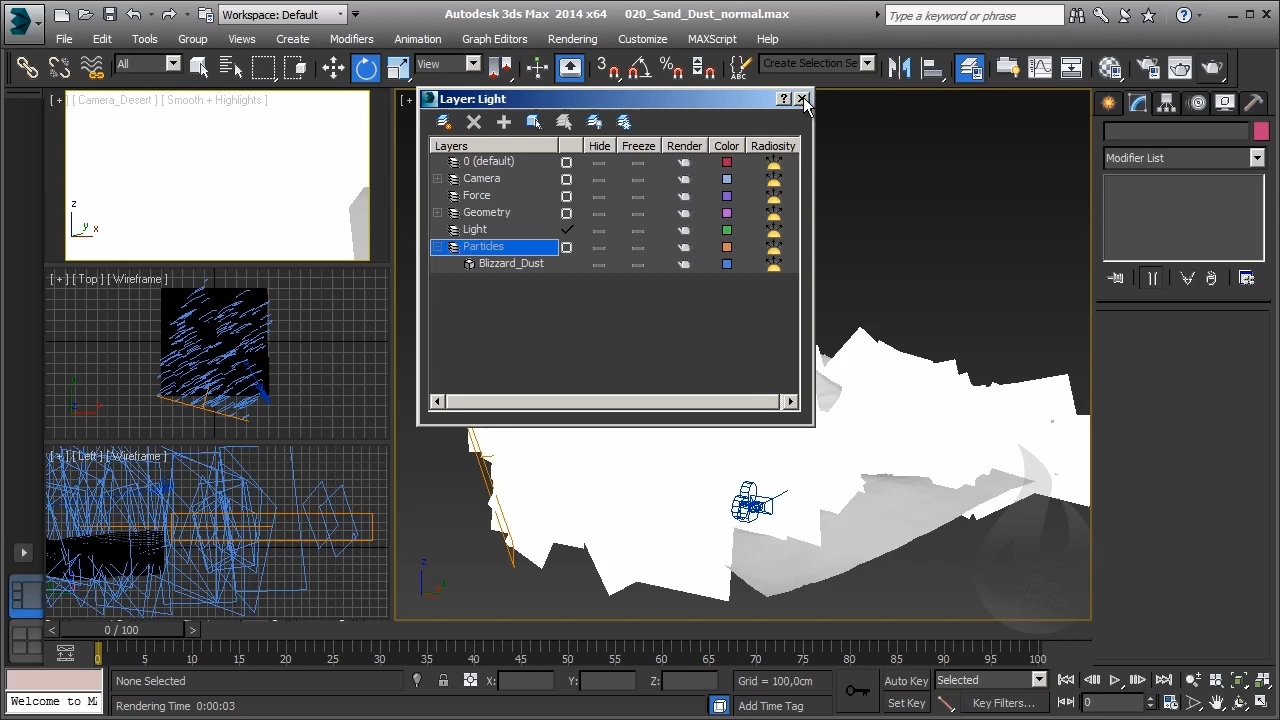 Workspace: Default
Autodesk 3ds Max 2014 x64 020_Sand_Dust_normal.max
Type a keyword or phrase
File Edit Tools Group Views Create Modifiers Animation Graph Editors Rendering Customize MAXScript Help
All
View
3
Create Selection Se
[ + ] [ Camera_Desert ] [ Smooth + Highlights ]
[ +
Layer: Light
Layers Hide Freeze Render Color Radiosity
0 (default)
Camera
Force
Geometry
Light
Particles
Blizzard_Dust
Modifier List
z
y
x
[ + ] [ Top ] [ Wireframe ]
[ + ] [ Left ] [ Wireframe ]
z
0 / 100
0 5 10 15 20 25 30 35 40 45 50 55 60 65 70 75 80 85 90 95 100
None Selected
X:
Y:
Z:
Grid = 100,0cm
Auto Key
Selected
Welcome to M
Rendering Time 0:00:03
Add Time Tag
Set Key
Key Filters...
0